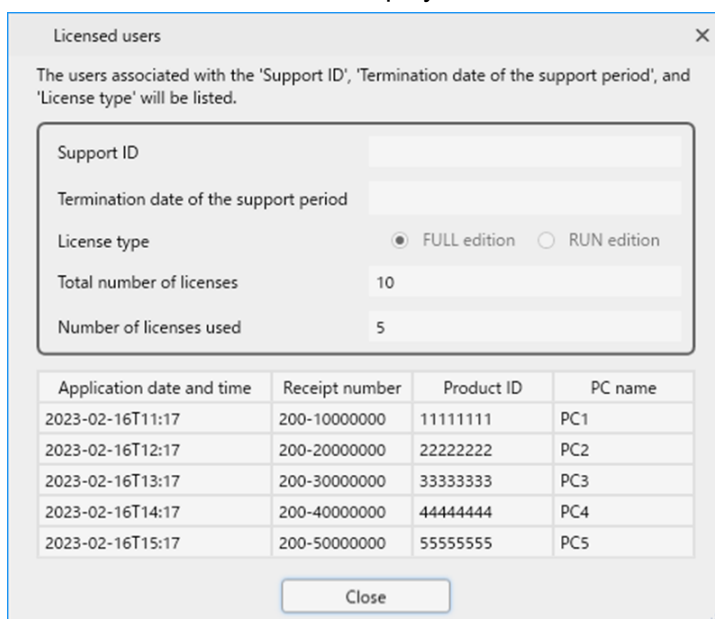 Licensed users
The users associated with the 'Support ID', 'Termination date of the support period', and
'License type' will be listed.
Support ID
Termination date of the support period
License type FULL edition RUN edition
Total number of licenses 10
Number of licenses used 5
Application date and time Receipt number Product ID PC name
2023-02-16T11:17 200-10000000 11111111 PC1
2023-02-16T12:17 200-20000000 22222222 PC2
2023-02-16T13:17 200-30000000 33333333 PC3
2023-02-16T14:17 200-40000000 44444444 PC4
2023-02-16T15:17 200-50000000 55555555 PC5
Close